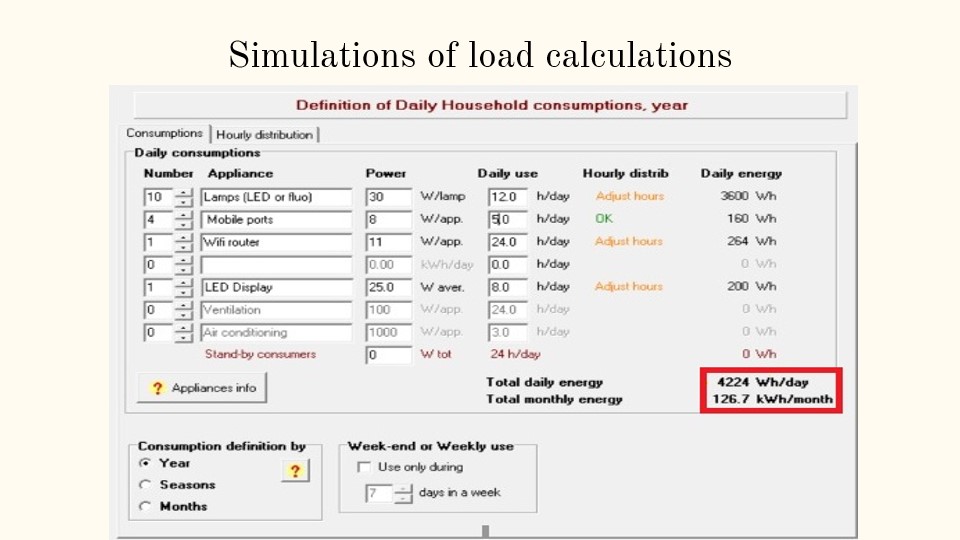 Simulations of load calculations
Definition of Daily Household consumptions, year
Consumptions Hourly distribution
Daily consumptions
Number Appliance Power Daily use Hourly distrib Daily energy
10 Lamps (LED or fluo) 30 W/lamp 12.0 h/day Adjust hours 3600 Wh
4 Mobile ports 8 W/app. 5.0 h/day OK 160 Wh
1 Wifi router 11 W/app. 24.0 h/day Adjust hours 264 Wh
0 0.00 kWh/day 0.0 h/day 0 Wh
1 LED Display 25.0 W aver. 8.0 h/day Adjust hours 200 Wh
0 Ventilation 100 W/app. 24.0 h/day 0 Wh
0 Air conditioning 1000 W/app. 3.0 h/day 0 Wh
Stand-by consumers 0 W tot 24 h/day 0 Wh
? Appliances info
Total daily energy 4224 Wh/day
Total monthly energy 126.7 kWh/month
Consumption definition by
Year
Seasons
Months
?
Week-end or Weekly use
Use only during
7 days in a week